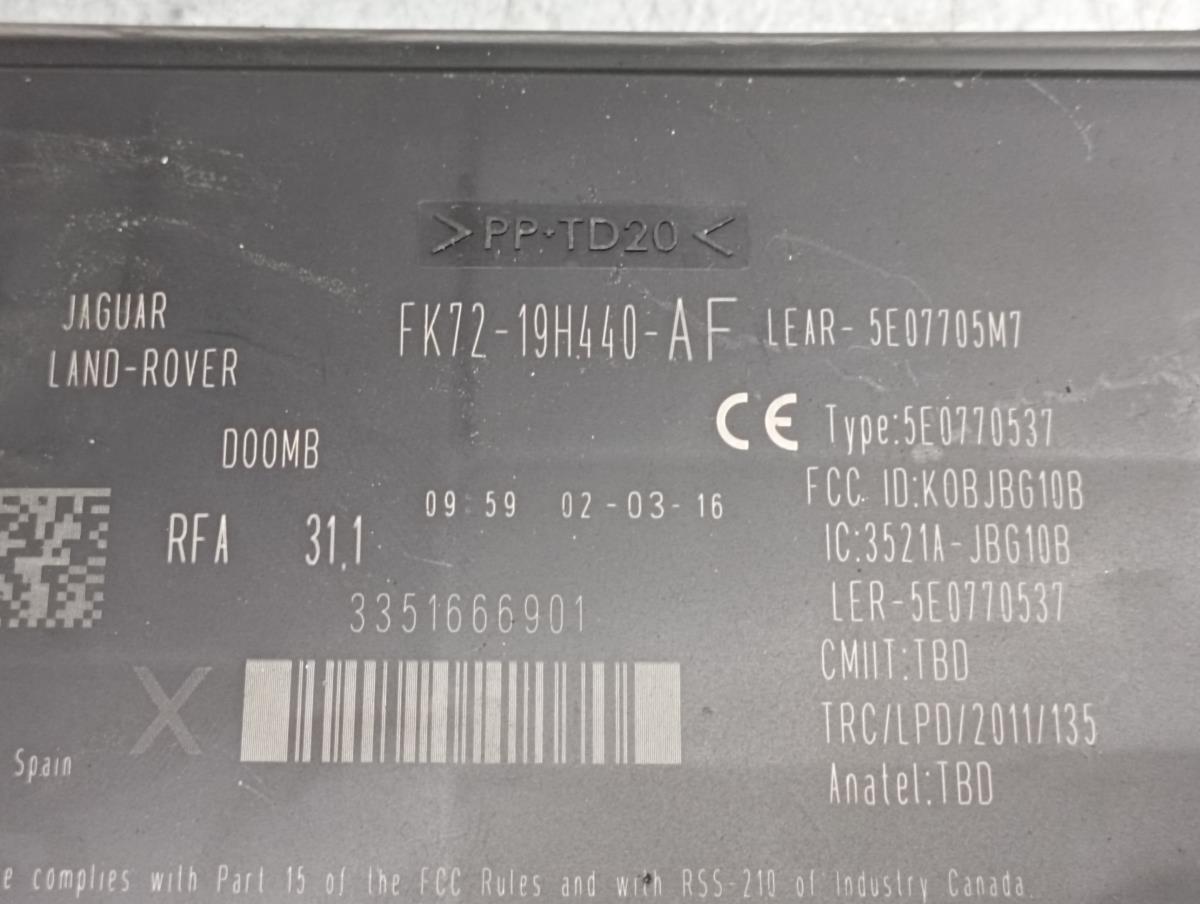 >PP-TD20<
JAGUAR
LAND-ROVER
FK72-19H440-AF LEAR- 5E07705M7
CE Type:5E0770537
D00MB
FCC ID:KOBJBG10B
09:59 02-03-16
RFA 31.1
IC:3521A-JBG10B
3351666901
LER-5E0770537
CMIIT:TBD
X
TRC/LPD/2011/135
Spain
Anatel:TBD
complies with Part 15 of the FCC Rules and with RSS-210 of Industry Canada.